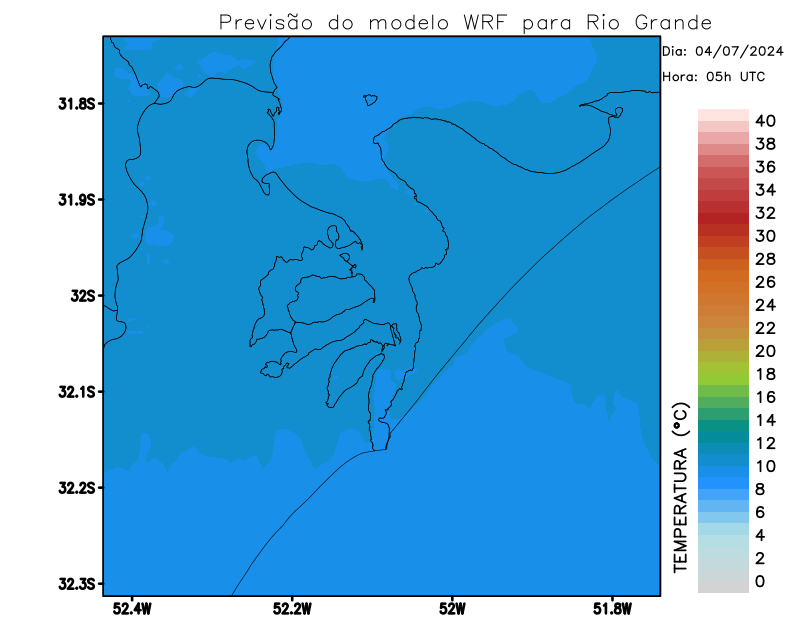 Previsão do modelo WRF para Rio Grande
Dia: 04/07/2024
Hora: 05h UTC
31.8S
31.9S
32S
32.1S
32.2S
32.3S
52.4W
52.2W
52W
51.8W
TEMPERATURA (°C)
40
38
36
34
32
30
28
26
24
22
20
18
16
14
12
10
8
6
4
2
0